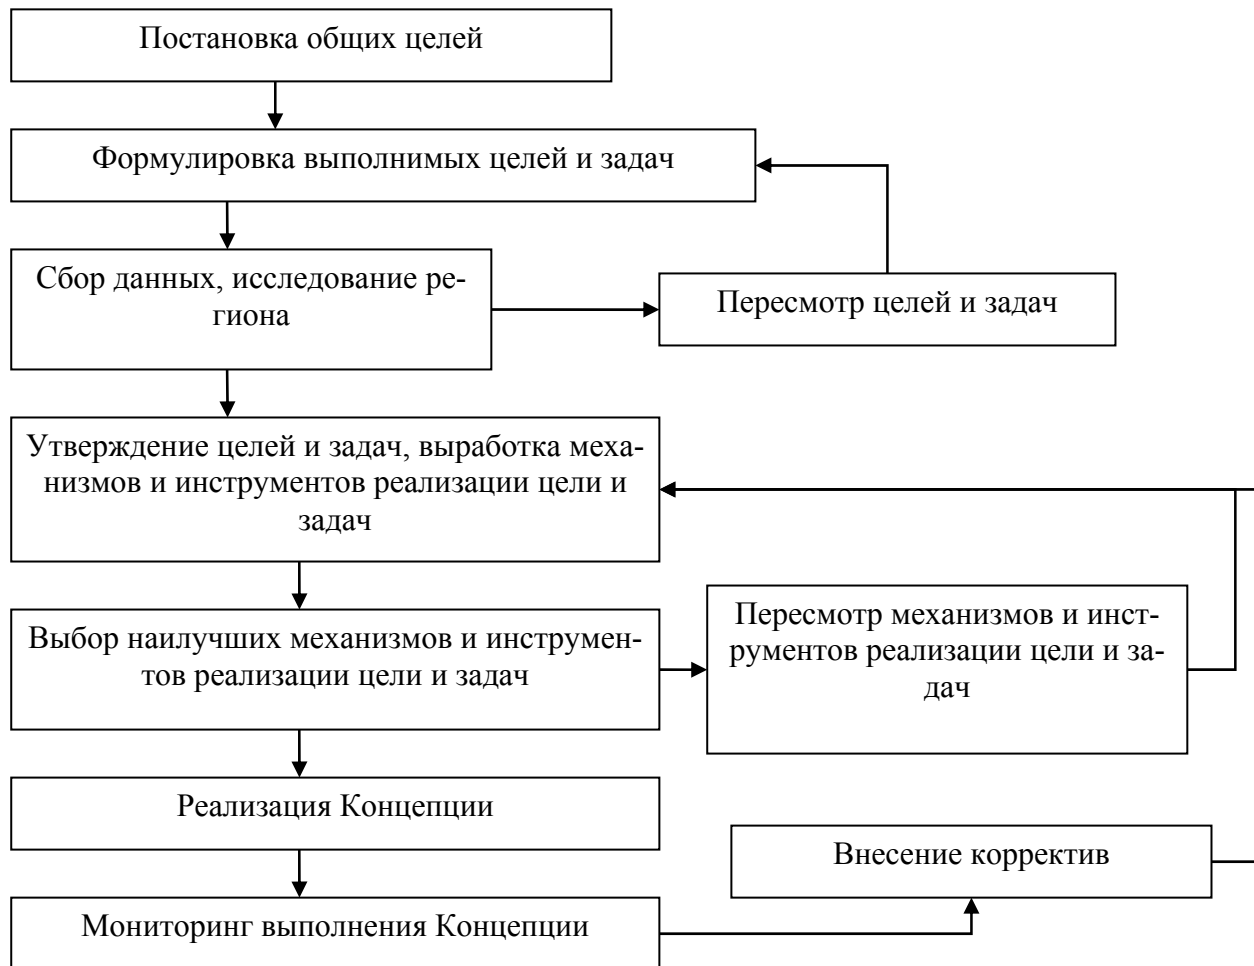 Постановка общих целей
Формулировка выполнимых целей и задач
Сбор данных, исследование ре-
гиона
Пересмотр целей и задач
Утверждение целей и задач, выработка меха-
низмов и инструментов реализации цели и
задач
Выбор наилучших механизмов и инструмен-
тов реализации цели и задач
Пересмотр механизмов и инст-
рументов реализации цели и за-
дач
Реализация Концепции
Внесение корректив
Мониторинг выполнения Концепции